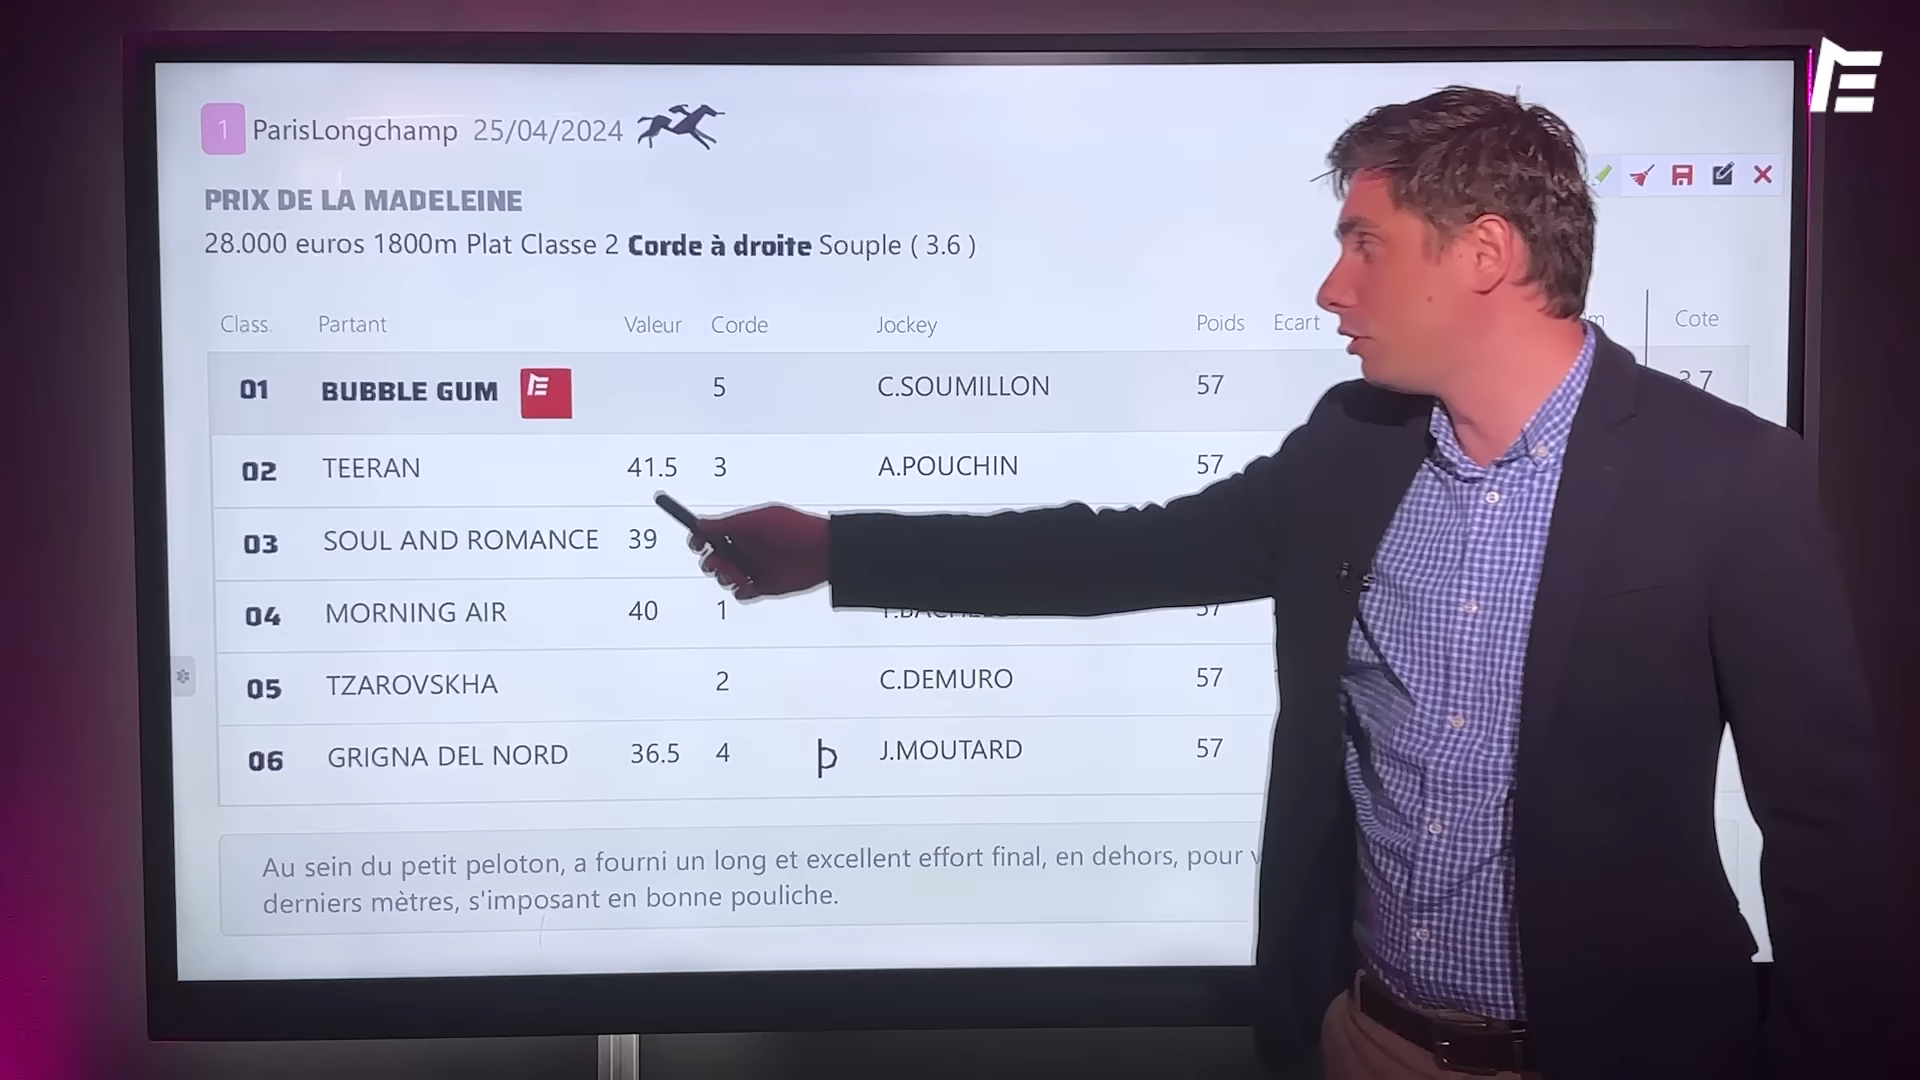 1 ParisLongchamp 25/04/2024
PRIX DE LA MADELEINE
28.000 euros 1800m Plat Classe 2 Corde à droite Souple ( 3.6 )
Class. Partant Valeur Corde Jockey Poids Ecart Cote
01 BUBBLE GUM 5 C.SOUMILLON 57
02 TEERAN 41.5 3 A.POUCHIN 57
03 SOUL AND ROMANCE 39
04 MORNING AIR 40 1 57
05 TZAROVSKHA 2 C.DEMURO 57
06 GRIGNA DEL NORD 36.5 4 J.MOUTARD 57
Au sein du petit peloton, a fourni un long et excellent effort final, en dehors, pour
derniers mètres, s'imposant en bonne pouliche.